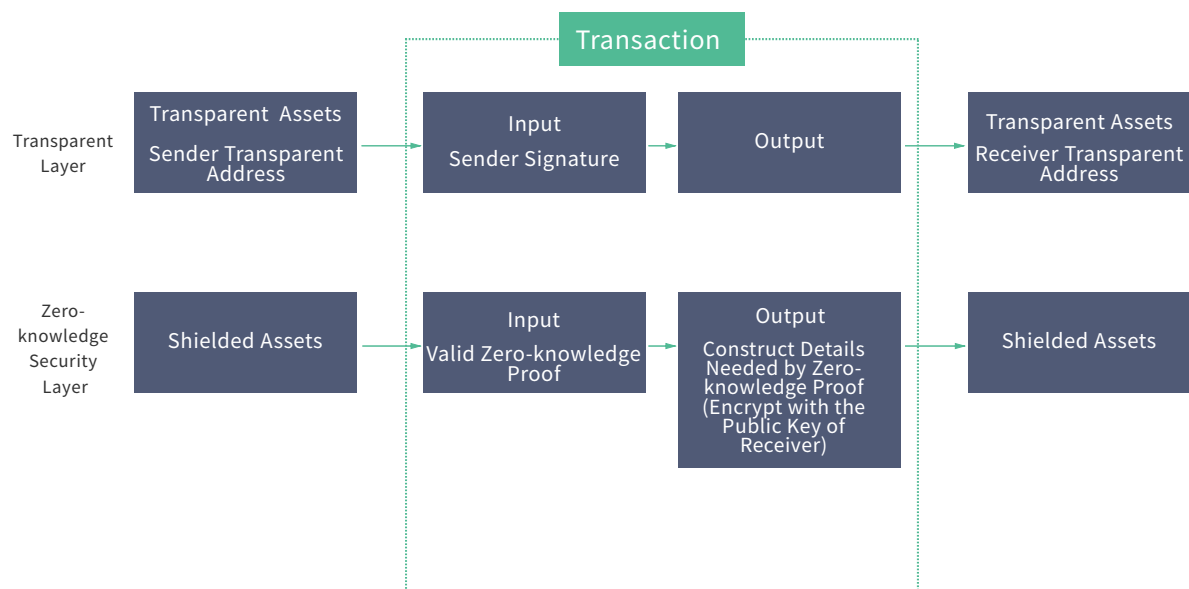 Transaction
Transparent
Layer
Transparent Assets
Sender Transparent
Address
Input
Sender Signature
Output
Transparent Assets
Receiver Transparent
Address
Zero-
knowledge
Security
Layer
Shielded Assets
Input
Valid Zero-knowledge
Proof
Output
Construct Details
Needed by Zero-
knowledge Proof
(Encrypt with the
Public Key of
Receiver)
Shielded Assets